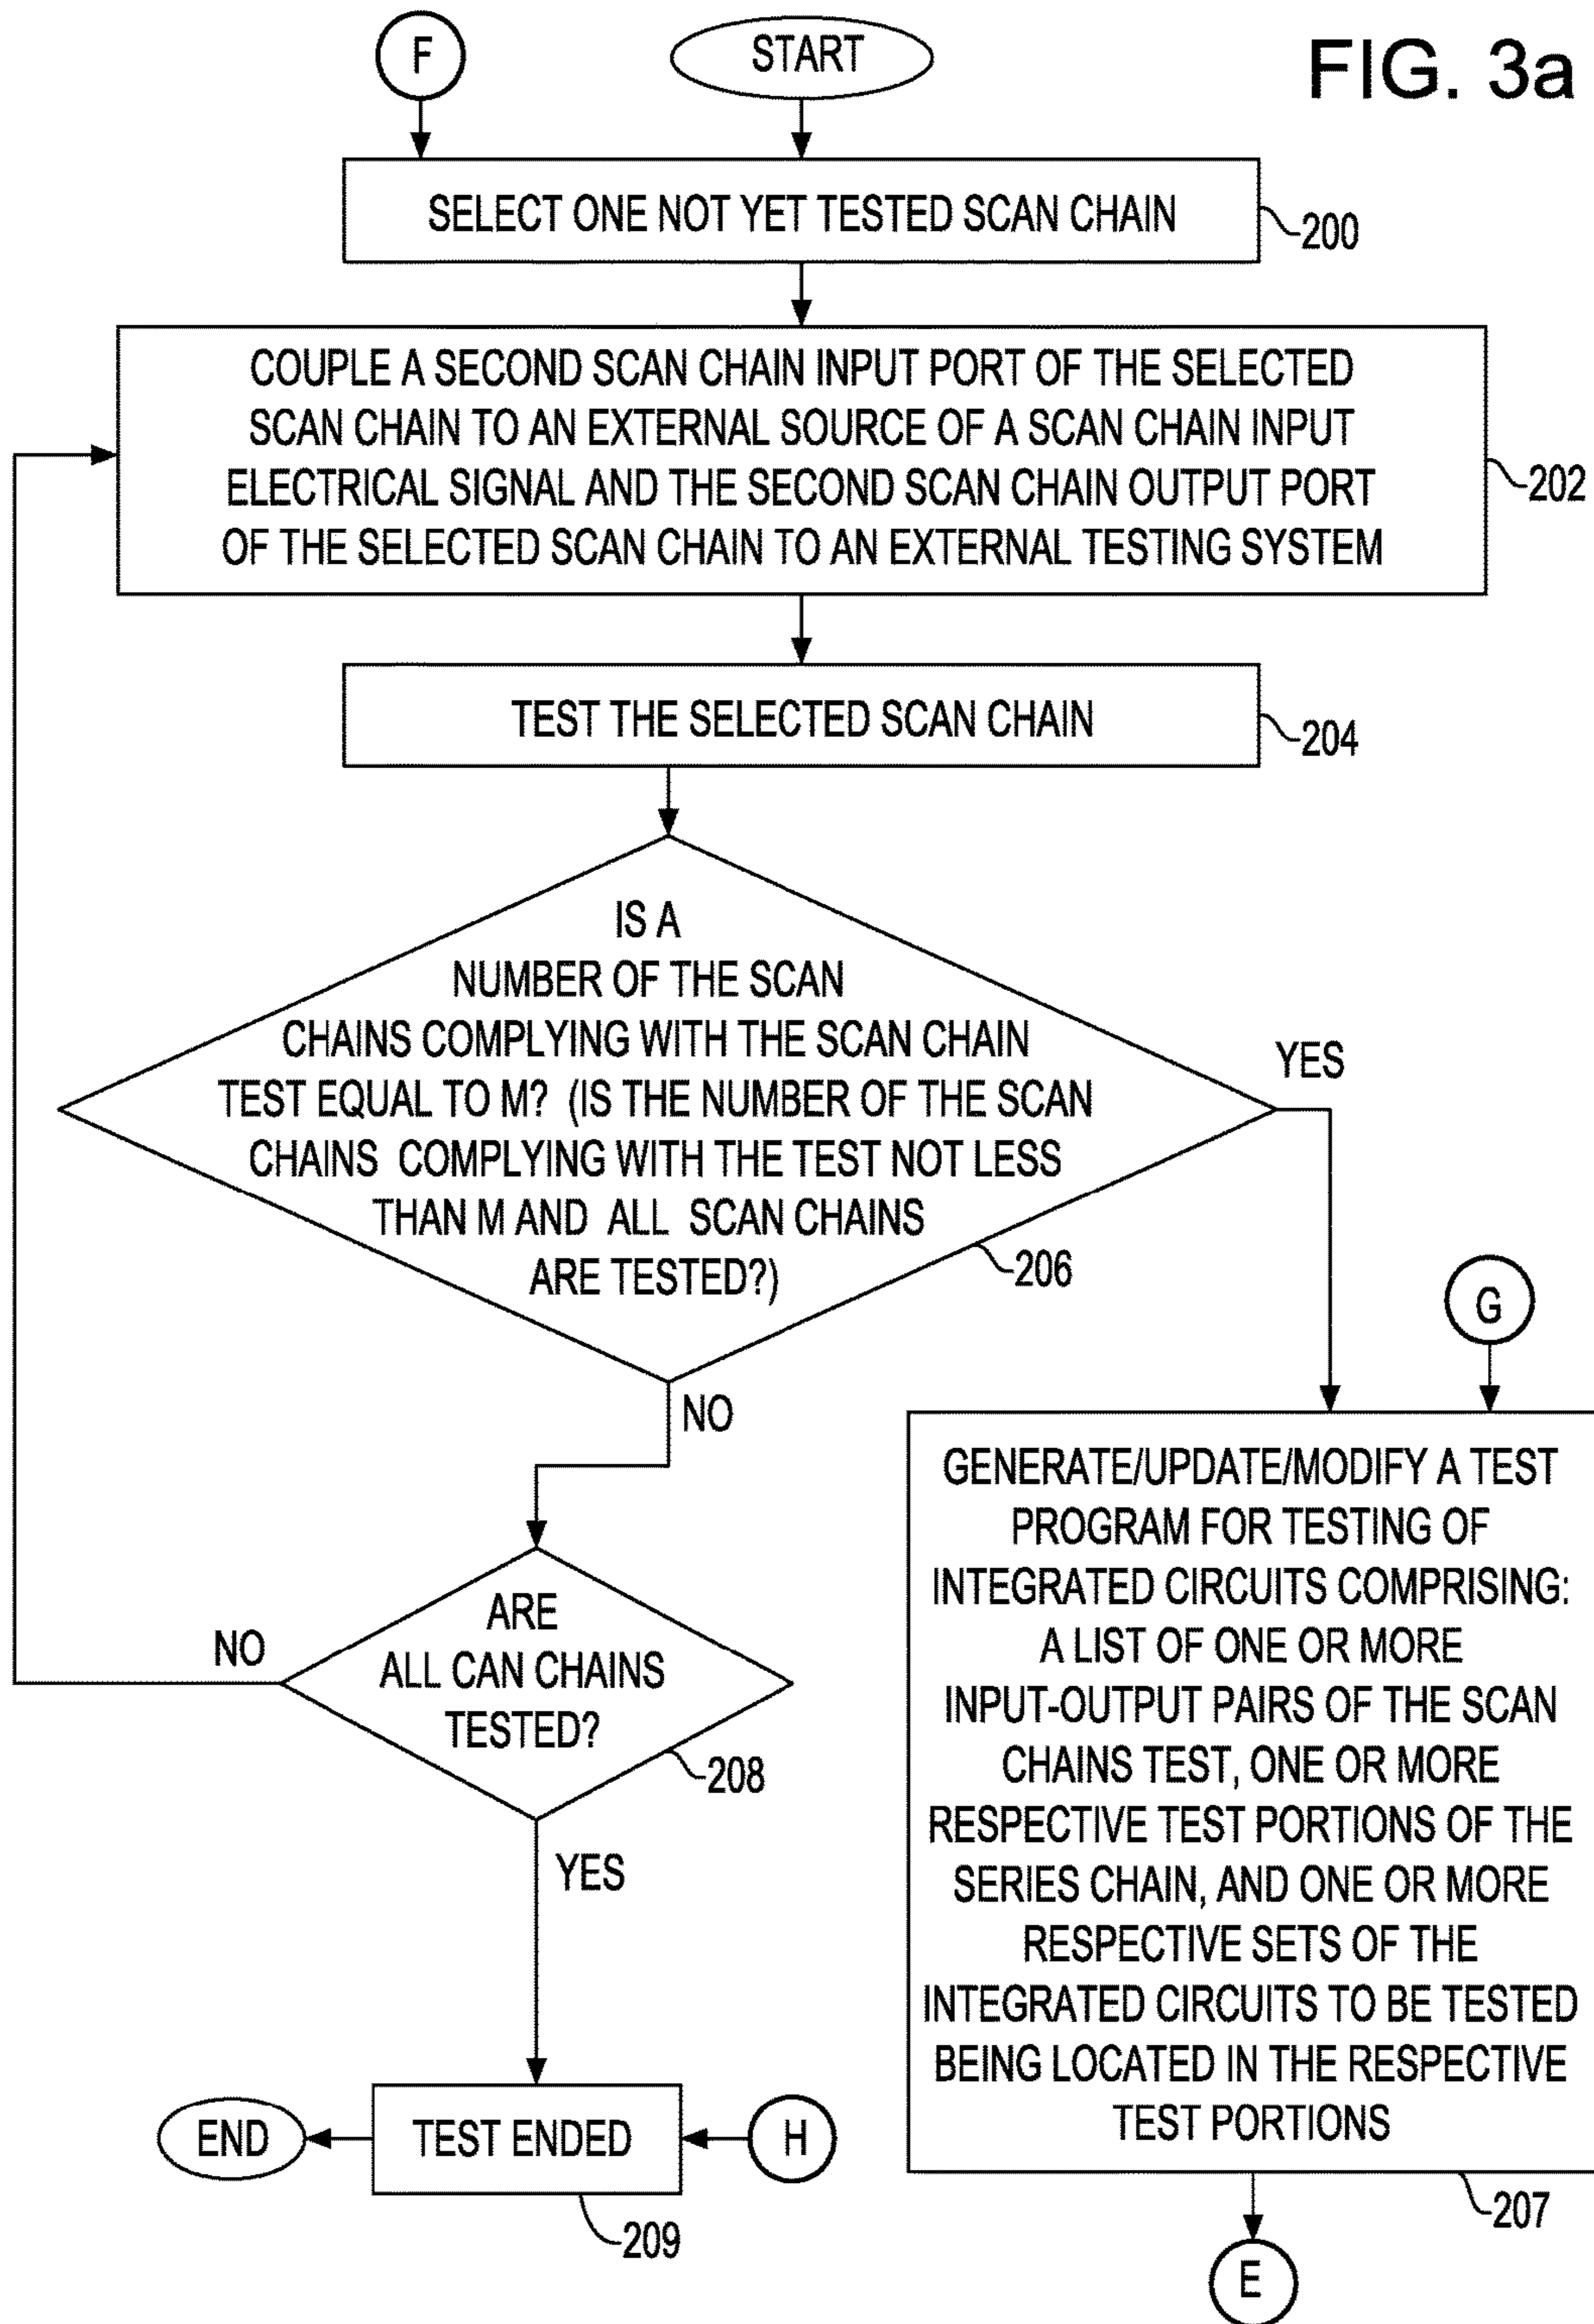 F
START
FIG. 3a
SELECT ONE NOT YET TESTED SCAN CHAIN
200
COUPLE A SECOND SCAN CHAIN INPUT PORT OF THE SELECTED
SCAN CHAIN TO AN EXTERNAL SOURCE OF A SCAN CHAIN INPUT
ELECTRICAL SIGNAL AND THE SECOND SCAN CHAIN OUTPUT PORT
OF THE SELECTED SCAN CHAIN TO AN EXTERNAL TESTING SYSTEM
202
TEST THE SELECTED SCAN CHAIN
204
IS A
NUMBER OF THE SCAN
CHAINS COMPLYING WITH THE SCAN CHAIN
TEST EQUAL TO M? (IS THE NUMBER OF THE SCAN
CHAINS COMPLYING WITH THE TEST NOT LESS
THAN M AND ALL SCAN CHAINS
ARE TESTED?)
206
YES
NO
G
GENERATE/UPDATE/MODIFY A TEST
PROGRAM FOR TESTING OF
INTEGRATED CIRCUITS COMPRISING:
A LIST OF ONE OR MORE
INPUT-OUTPUT PAIRS OF THE SCAN
CHAINS TEST, ONE OR MORE
RESPECTIVE TEST PORTIONS OF THE
SERIES CHAIN, AND ONE OR MORE
RESPECTIVE SETS OF THE
INTEGRATED CIRCUITS TO BE TESTED
BEING LOCATED IN THE RESPECTIVE
TEST PORTIONS
207
E
ARE
ALL CAN CHAINS
TESTED?
208
NO
YES
TEST ENDED
209
END
H